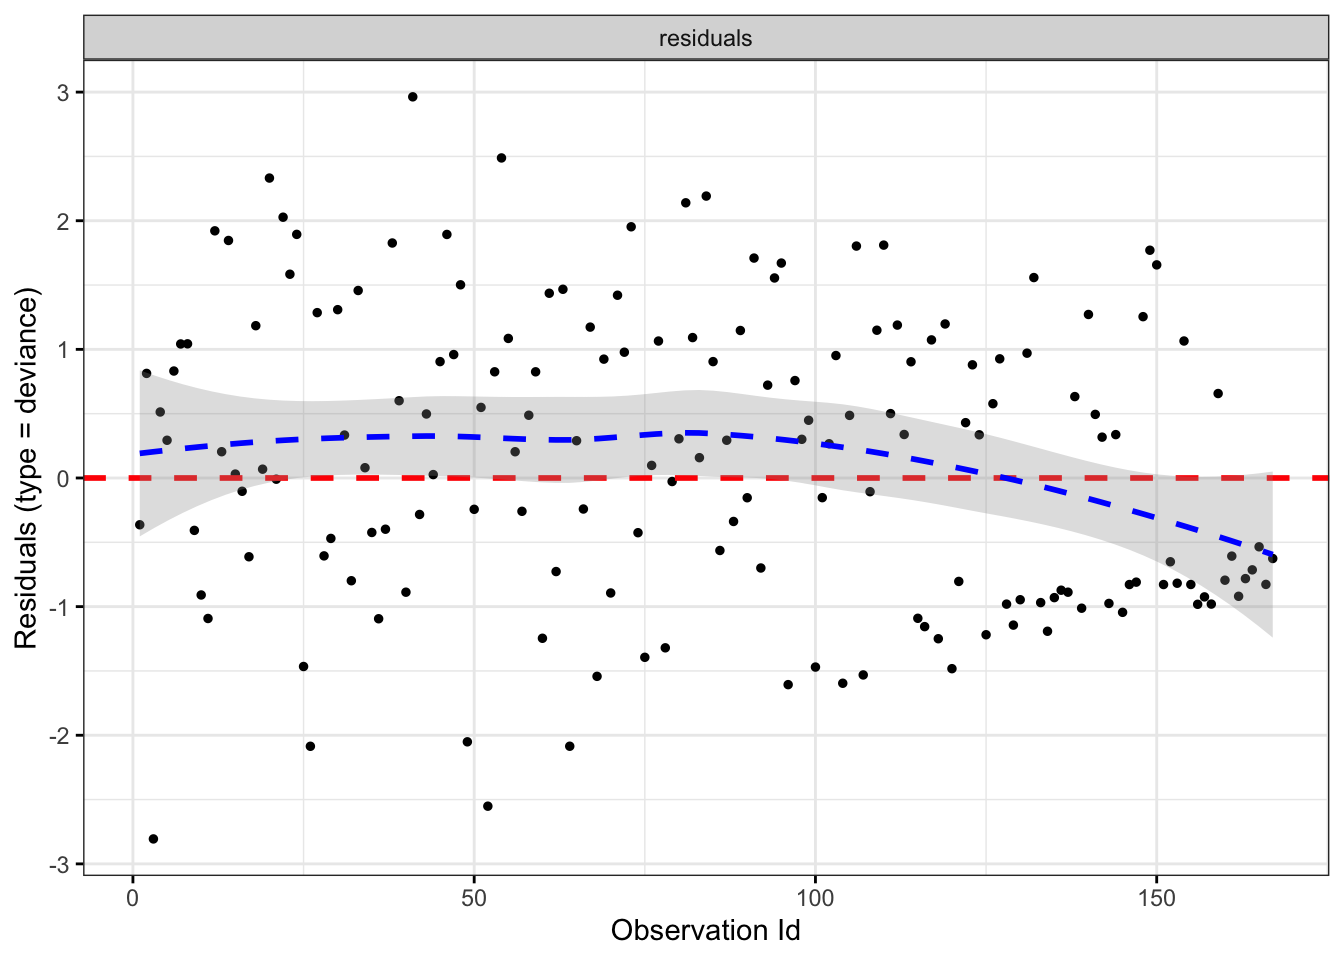 residuals
3
2
1
0
-1
-2
-3
Residuals (type = deviance)
0 50 100 150
Observation Id